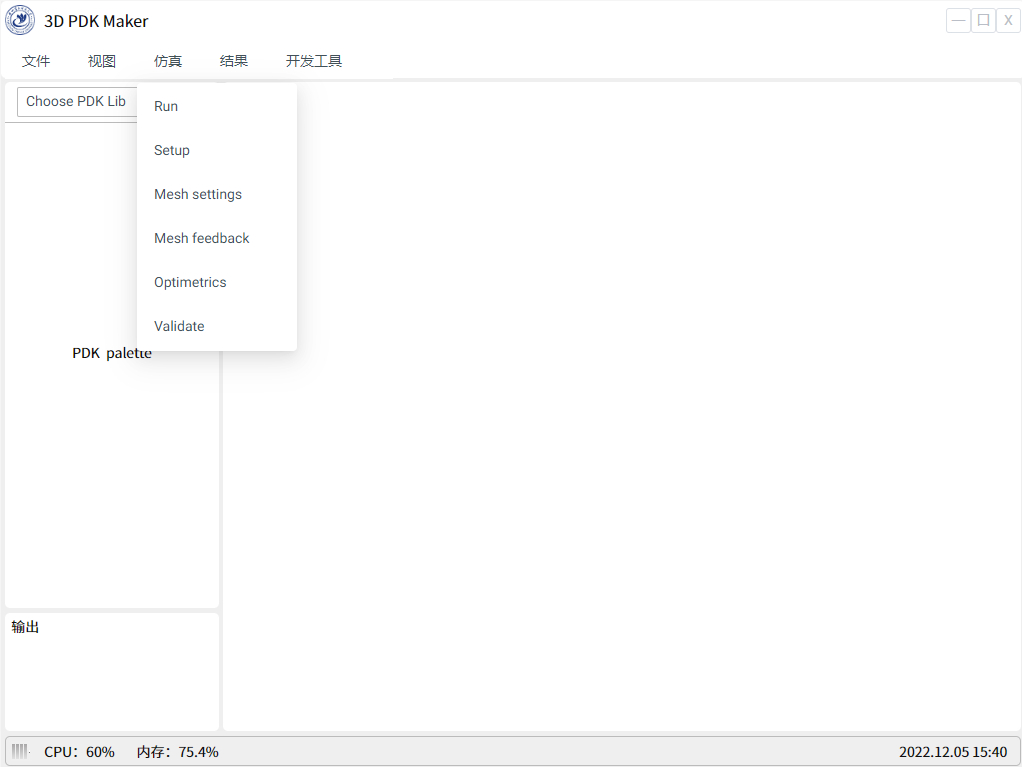 3D PDK Maker
文件 视图 仿真 结果 开发工具
Choose PDK Lib
Run
Setup
Mesh settings
Mesh feedback
Optimetrics
Validate
PDK palette
输出
CPU：60% 内存：75.4% 2022.12.05 15:40